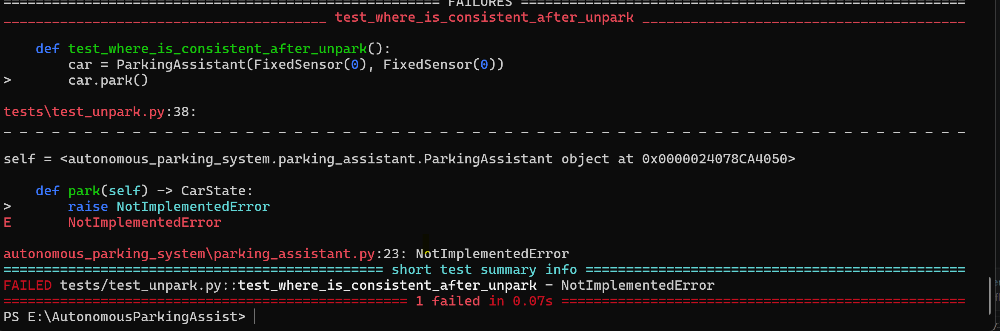 ==================================================== FAILURES =====================================================
________________________________________ test_where_is_consistent_after_unpark ________________________________________
def test_where_is_consistent_after_unpark():
car = ParkingAssistant(FixedSensor(0), FixedSensor(0))
> car.park()
tests\test_unpark.py:38:
- - - - - - - - - - - - - - - - - - - - - - - - - - - - - - - - - - - - - - - - - - - - - - - - - - - - - - - - - - - -
self = <autonomous_parking_system.parking_assistant.ParkingAssistant object at 0x0000024078CA4050>
def park(self) -> CarState:
> raise NotImplementedError
E NotImplementedError
autonomous_parking_system\parking_assistant.py:23: NotImplementedError
=============================================== short test summary info ===============================================
FAILED tests/test_unpark.py::test_where_is_consistent_after_unpark - NotImplementedError
================================================== 1 failed in 0.07s ==================================================
PS E:\AutonomousParkingAssist>